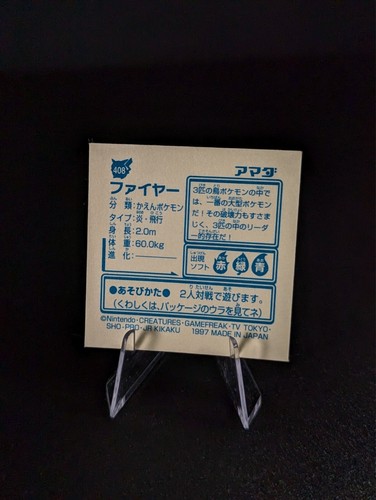 408
アマダ
ファイヤー
分類：かえんポケモン
タイプ：炎・飛行
身長：2.0m
体重：60.0kg
進化：――――
3匹の鳥ポケモンの中で
は、一番の大型ポケモン
だ！その破壊力もすさま
じく、3匹の中のリーダ
ー的存在だ！
出現
ソフト
赤 緑 青
●あそびかた● 2人対戦で遊びます。
(くわしくは、パッケージのウラを見てネ)
©Nintendo・CREATURES・GAMEFREAK・TV TOKYO・
SHO・PRO・JR KIKAKU 1997 MADE IN JAPAN